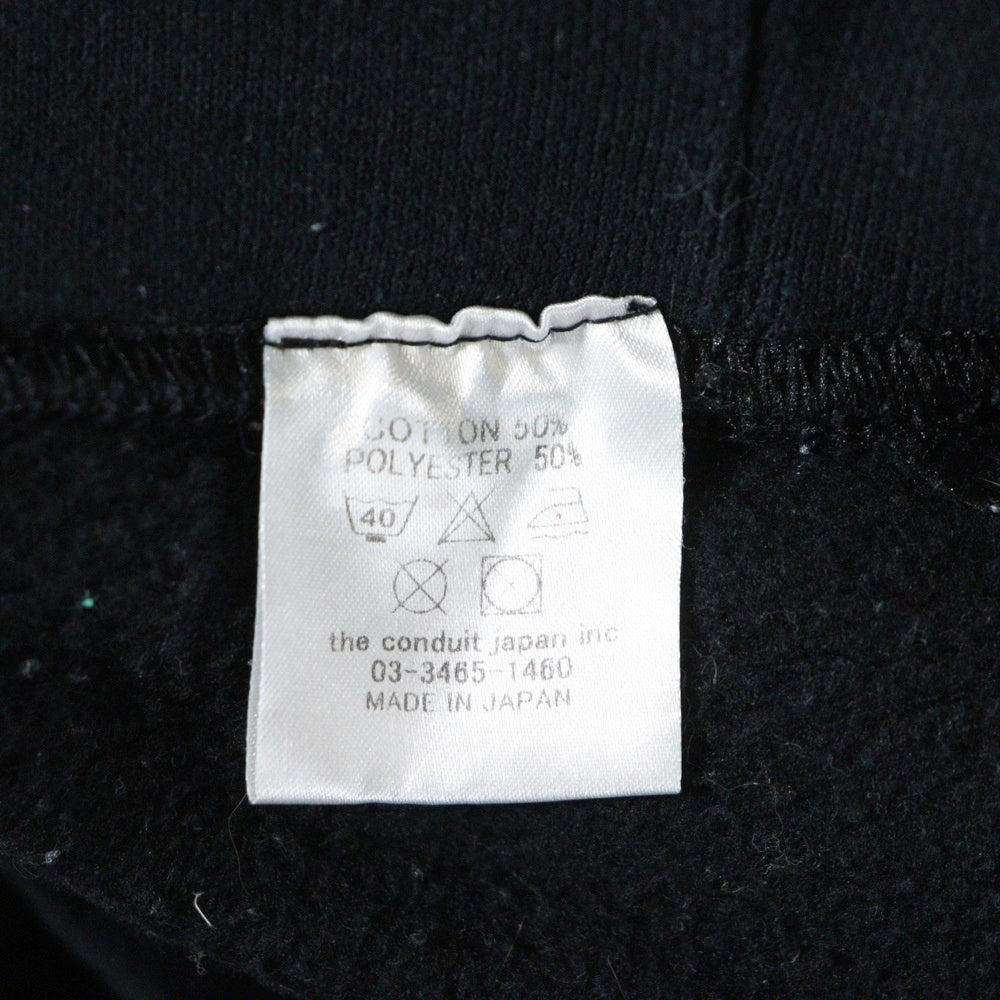 COTTON 50%
POLYESTER 50%
40
the conduit japan inc
03-3465-1460
MADE IN JAPAN